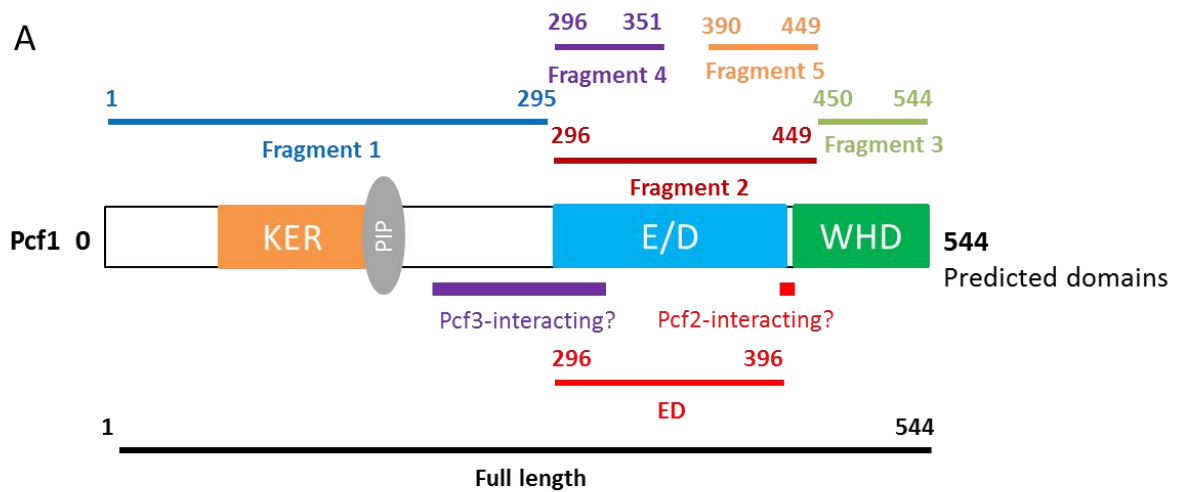 A
296 351
390 449
Fragment 4
Fragment 5
1 295
450 544
296 449
Fragment 1
Fragment 3
Fragment 2
Pcf1 0
KER
PIP
E/D
WHD
544
Predicted domains
Pcf3-interacting?
Pcf2-interacting?
296 396
ED
1 544
Full length